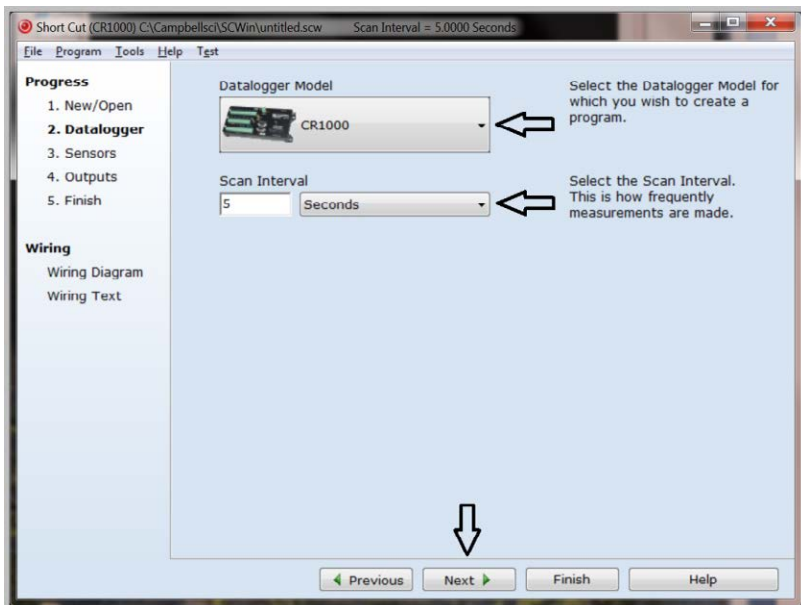 Short Cut (CR1000) C:\Campbellsci\SCWin\untitled.scw Scan Interval = 5.0000 Seconds
File Program Tools Help Test
Progress
1. New/Open
2. Datalogger
3. Sensors
4. Outputs
5. Finish
Wiring
Wiring Diagram
Wiring Text
Datalogger Model
CR1000
Select the Datalogger Model for
which you wish to create a
program.
Scan Interval
5 Seconds
Select the Scan Interval.
This is how frequently
measurements are made.
Previous Next Finish Help